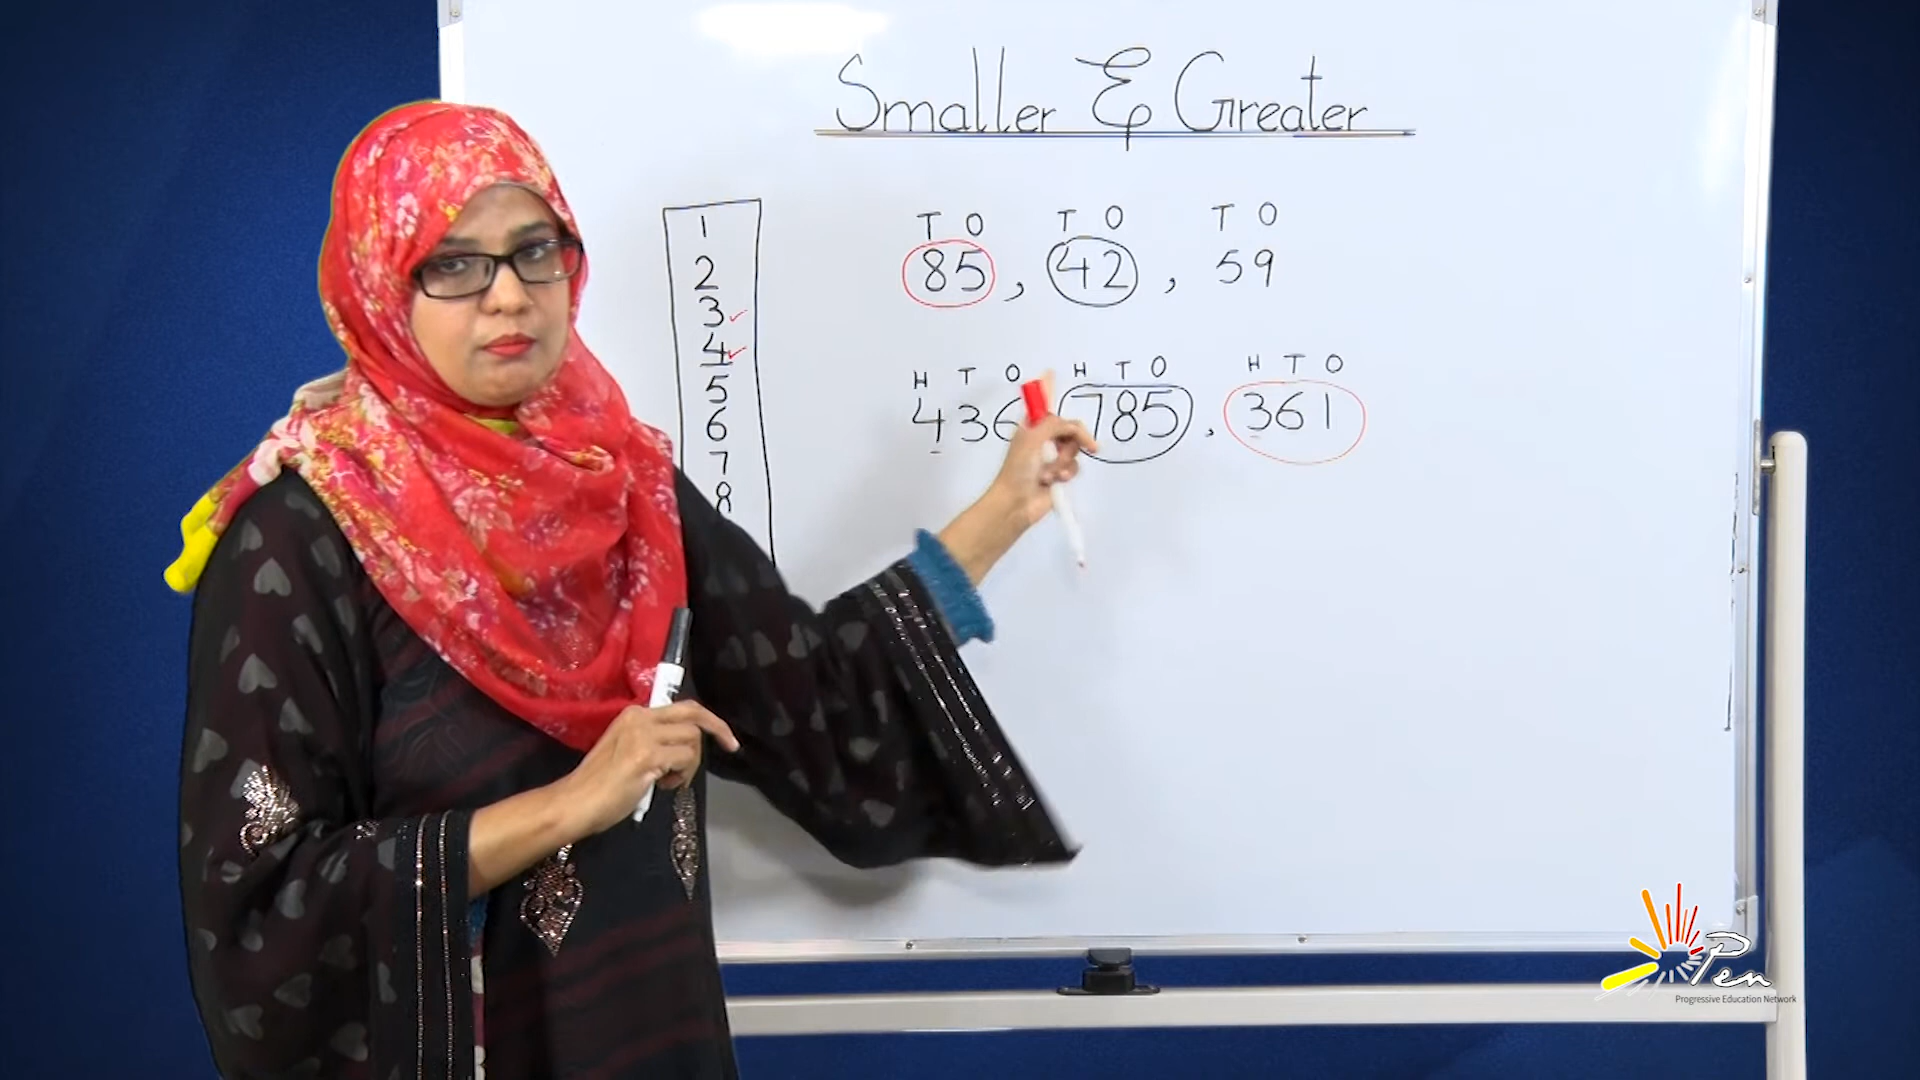 Smaller & Greater
1
2
3
4
5
6
7
8
T O T O T O
85 , 42 , 59
H T O H T O H T O
436 785 , 361
Pen
Progressive Education Network